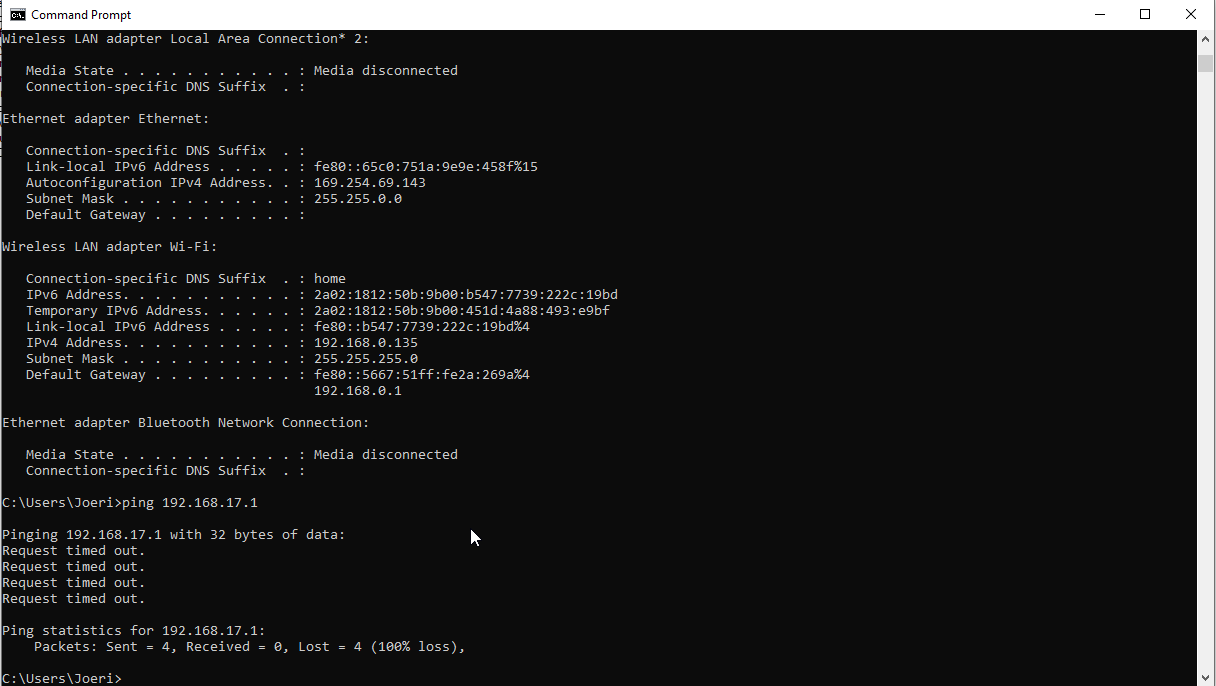 Command Prompt
Wireless LAN adapter Local Area Connection* 2:
Media State . . . . . . . . . . . : Media disconnected
Connection-specific DNS Suffix  . :
Ethernet adapter Ethernet:
Connection-specific DNS Suffix  . :
Link-local IPv6 Address . . . . . : fe80::65c0:751a:9e9e:458f%15
Autoconfiguration IPv4 Address. . : 169.254.69.143
Subnet Mask . . . . . . . . . . . : 255.255.0.0
Default Gateway . . . . . . . . . :
Wireless LAN adapter Wi-Fi:
Connection-specific DNS Suffix  . : home
IPv6 Address. . . . . . . . . . . : 2a02:1812:50b:9b00:b547:7739:222c:19bd
Temporary IPv6 Address. . . . . . : 2a02:1812:50b:9b00:451d:4a88:493:e9bf
Link-local IPv6 Address . . . . . : fe80::b547:7739:222c:19bd%4
IPv4 Address. . . . . . . . . . . : 192.168.0.135
Subnet Mask . . . . . . . . . . . : 255.255.255.0
Default Gateway . . . . . . . . . : fe80::5667:51ff:fe2a:269a%4
192.168.0.1
Ethernet adapter Bluetooth Network Connection:
Media State . . . . . . . . . . . : Media disconnected
Connection-specific DNS Suffix  . :
C:\Users\Joeri>ping 192.168.17.1
Pinging 192.168.17.1 with 32 bytes of data:
Request timed out.
Request timed out.
Request timed out.
Request timed out.
Ping statistics for 192.168.17.1:
Packets: Sent = 4, Received = 0, Lost = 4 (100% loss),
C:\Users\Joeri>